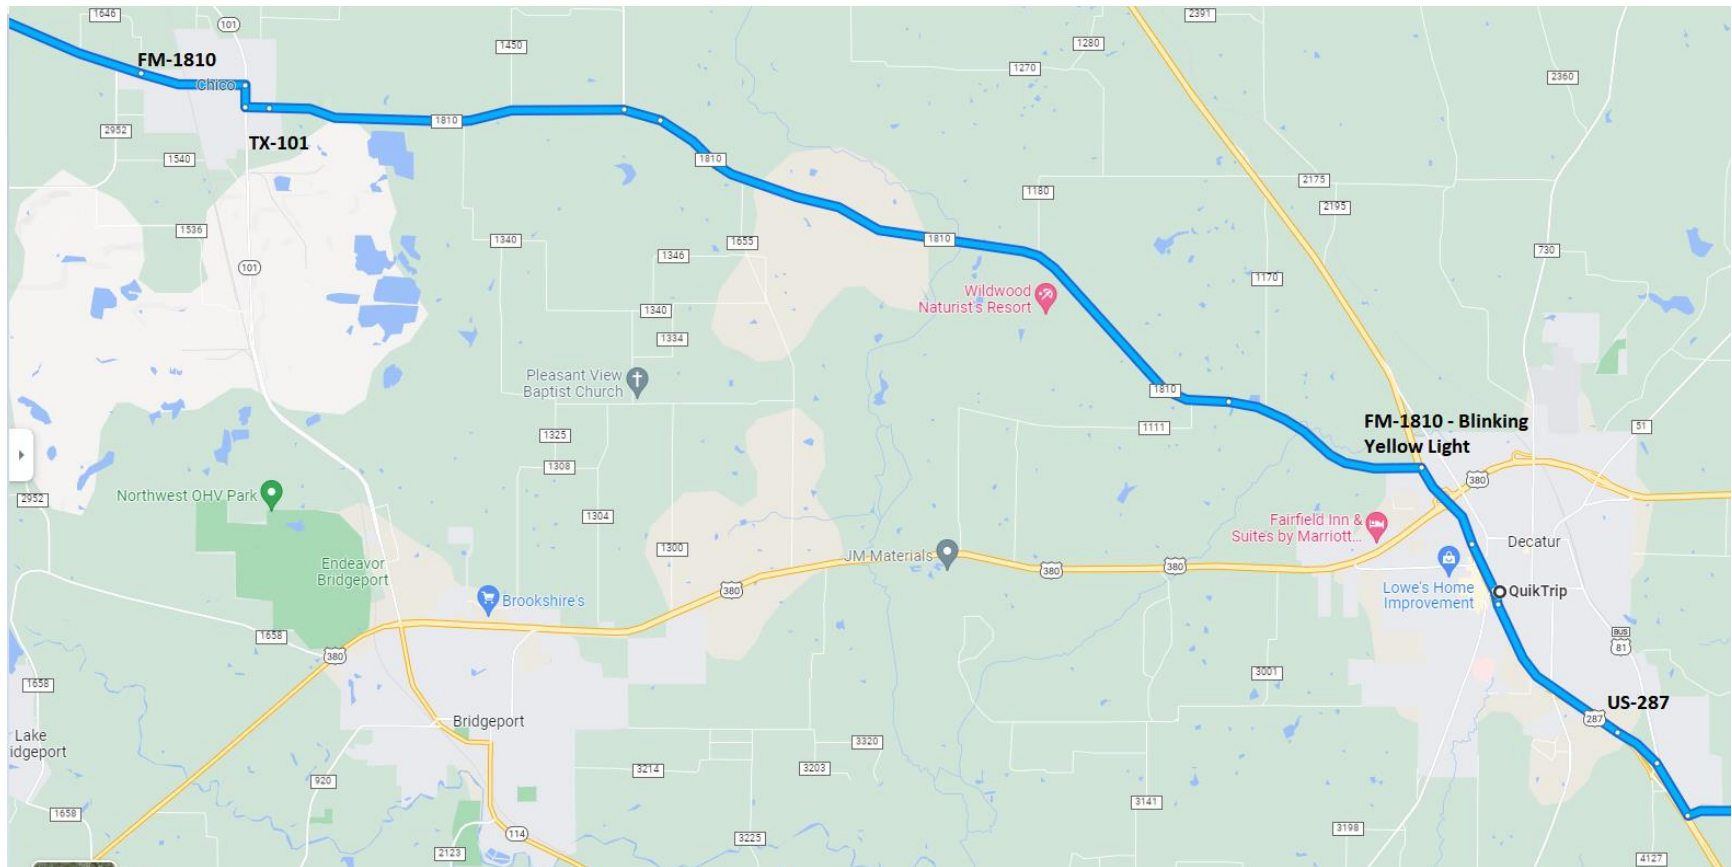 1646
101
2391
FM-1810
1450
1280
1270
2360
Chico
1810
2952
TX-101
1540
1810
1180
2175
2195
1536
1340
1655
1810
730
1346
101
1170
Wildwood
Naturist's Resort
1340
1334
Pleasant View
Baptist Church
1810
FM-1810 - Blinking
Yellow Light
1111
51
1325
1308
380
Northwest OHV Park
2952
1304
Fairfield Inn &
Suites by Marriott...
Decatur
Endeavor
Bridgeport
1300
JM Materials
380
380
380
Lowe's Home
Improvement
QuikTrip
Brookshire's
1658
BUS
81
380
3001
1658
US-287
Bridgeport
287
Lake
idgeport
3320
3214
3203
920
3141
1658
3198
114
3225
2123
4127